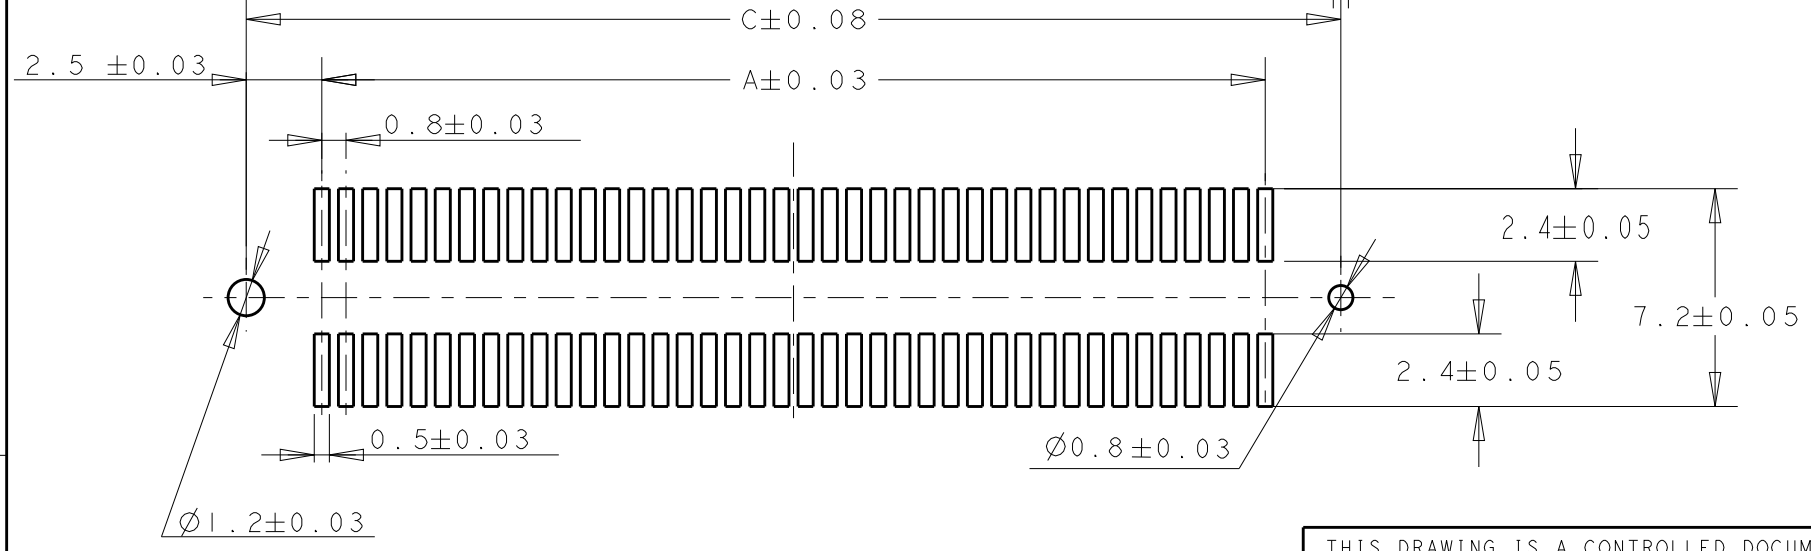 C±0.08
2.5 ±0.03
A±0.03
0.8±0.03
2.4±0.05
7.2±0.05
2.4±0.05
0.5±0.03
Ø0.8±0.03
Ø1.2±0.03
THIS DRAWING IS A CONTROLLED DOCUM